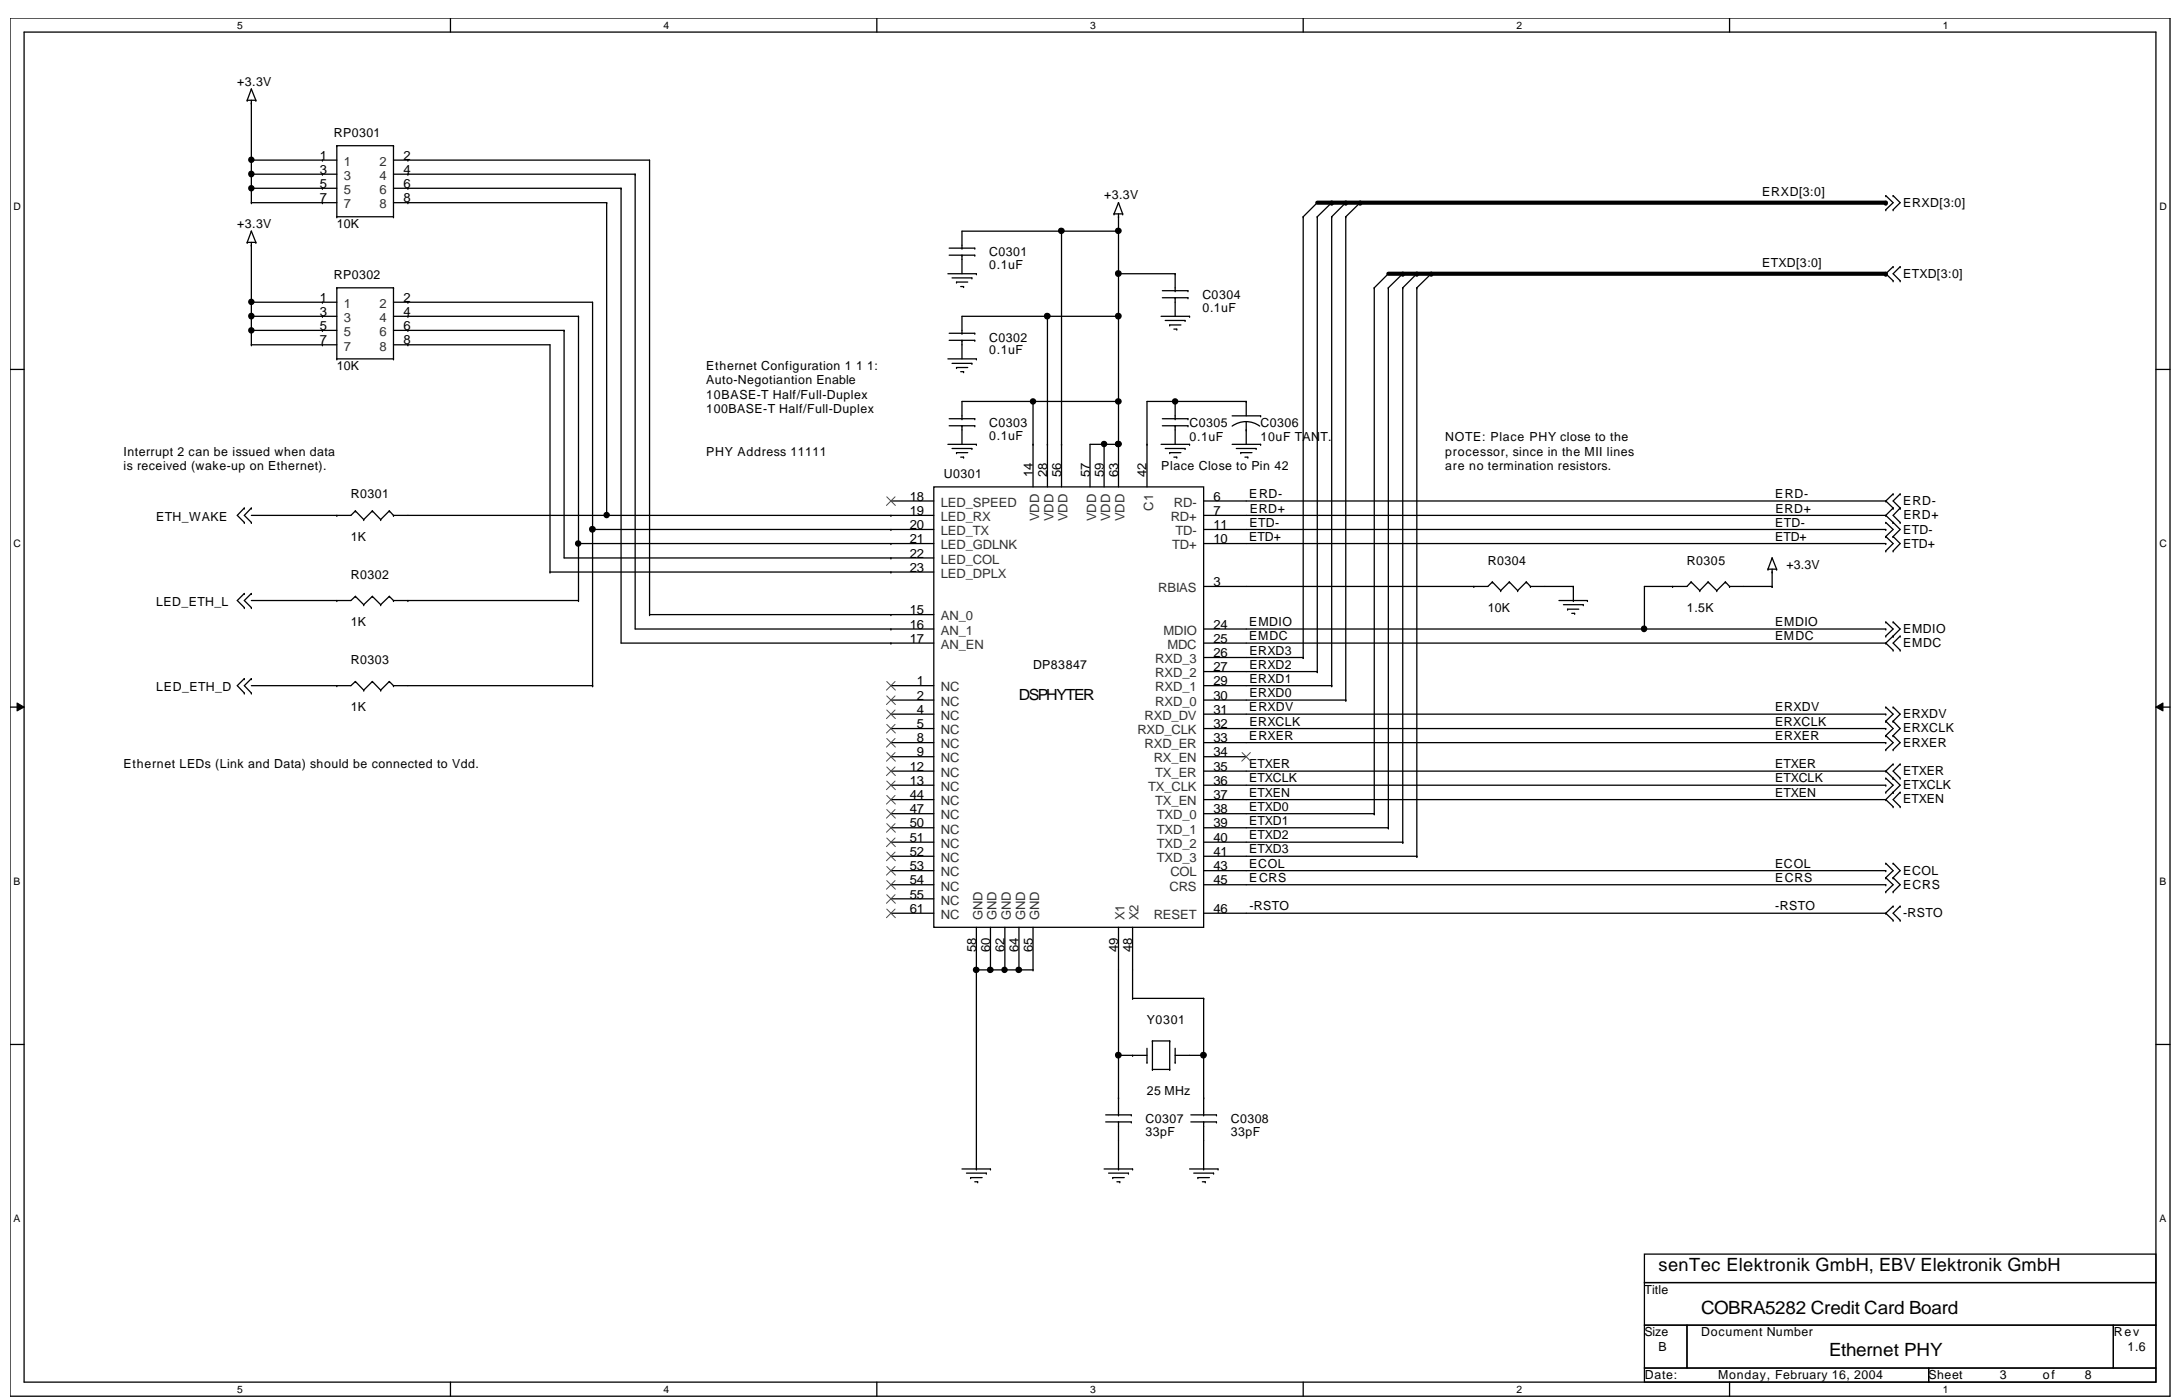 5 4 3 2 1
D
C
B
A
D
C
B
A
+3.3V
RP0301
1 1 2 2
3 3 4 4
5 5 6 6
7 7 8 8
10K
+3.3V
RP0302
1 1 2 2
3 3 4 4
5 5 6 6
7 7 8 8
10K
Interrupt 2 can be issued when data
is received (wake-up on Ethernet).
ETH_WAKE
R0301
1K
LED_ETH_L
R0302
1K
LED_ETH_D
R0303
1K
Ethernet LEDs (Link and Data) should be connected to Vdd.
Ethernet Configuration 1 1 1:
Auto-Negotiantion Enable
10BASE-T Half/Full-Duplex
100BASE-T Half/Full-Duplex
PHY Address 11111
+3.3V
C0301
0.1uF
C0304
0.1uF
C0302
0.1uF
C0303
0.1uF
C0305
0.1uF
C0306
10uF TANT.
Place Close to Pin 42
NOTE: Place PHY close to the
processor, since in the MII lines
are no termination resistors.
U0301
14 28 56 57 59 63 42
VDD VDD VDD VDD VDD VDD C1
18 LED_SPEED
19 LED_RX
20 LED_TX
21 LED_GDLNK
22 LED_COL
23 LED_DPLX
15 AN_0
16 AN_1
17 AN_EN
1 NC
2 NC
4 NC
5 NC
8 NC
9 NC
12 NC
13 NC
44 NC
47 NC
50 NC
51 NC
52 NC
53 NC
54 NC
55 NC
61 NC
DP83847
DSPHYTER
GND GND GND GND GND
58 60 62 64 65
X1 X2
49 48
ERXD[3:0] ERXD[3:0]
ETXD[3:0] ETXD[3:0]
RD- 6 ERD- ERD- ERD-
RD+ 7 ERD+ ERD+ ERD+
TD- 11 ETD- ETD- ETD-
TD+ 10 ETD+ ETD+ ETD+
RBIAS 3
R0304
10K
R0305
1.5K
+3.3V
MDIO 24 EMDIO EMDIO EMDIO
MDC 25 EMDC EMDC EMDC
RXD_3 26 ERXD3
RXD_2 27 ERXD2
RXD_1 29 ERXD1
RXD_0 30 ERXD0
RXD_DV 31 ERXDV ERXDV ERXDV
RXD_CLK 32 ERXCLK ERXCLK ERXCLK
RXD_ER 33 ERXER ERXER ERXER
RX_EN 34
TX_ER 35 ETXER ETXER ETXER
TX_CLK 36 ETXCLK ETXCLK ETXCLK
TX_EN 37 ETXEN ETXEN ETXEN
TXD_0 38 ETXD0
TXD_1 39 ETXD1
TXD_2 40 ETXD2
TXD_3 41 ETXD3
COL 43 ECOL ECOL ECOL
CRS 45 ECRS ECRS ECRS
RESET 46 -RSTO -RSTO -RSTO
Y0301
25 MHz
C0307
33pF
C0308
33pF
senTec Elektronik GmbH, EBV Elektronik GmbH
Title
COBRA5282 Credit Card Board
Size
B
Document Number
Ethernet PHY
Rev
1.6
Date: Monday, February 16, 2004 Sheet 3 of 8
5 4 3 2 1